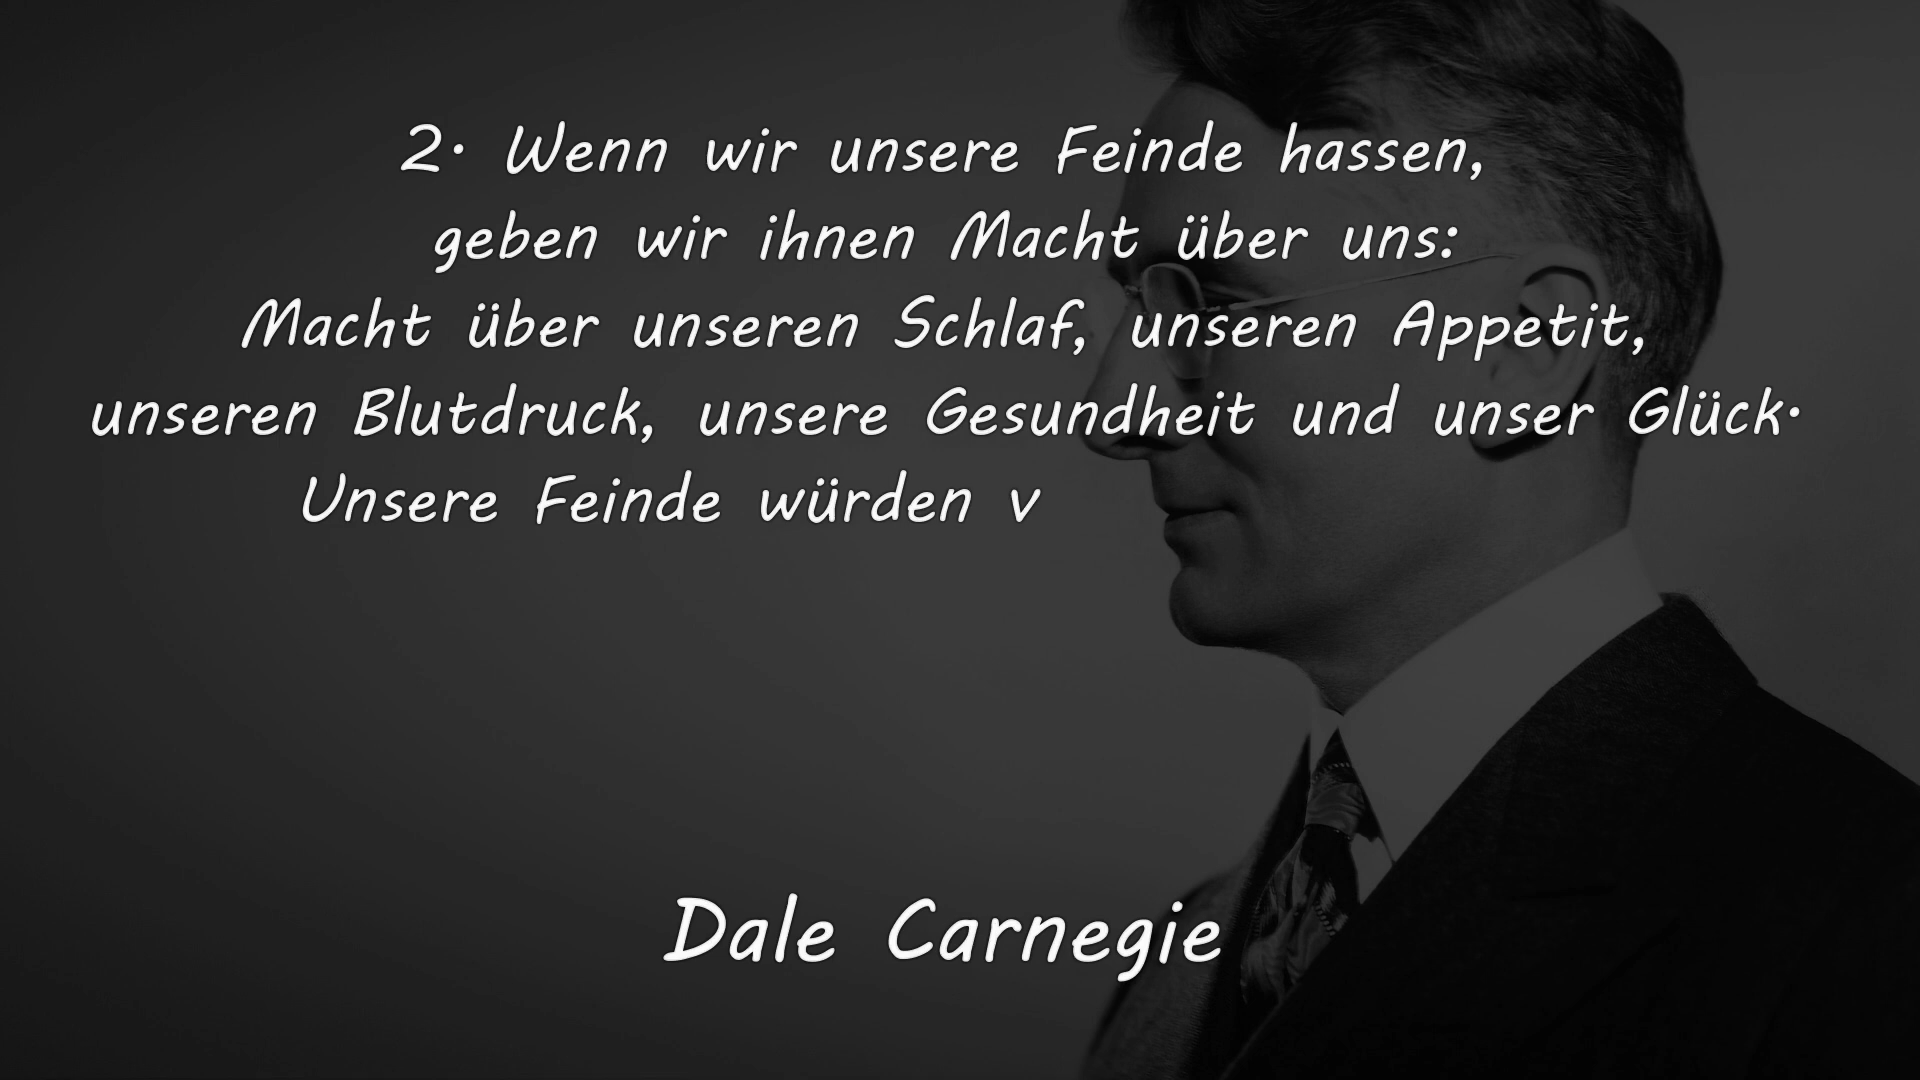 2. Wenn wir unsere Feinde hassen,
geben wir ihnen Macht über uns:
Macht über unseren Schlaf, unseren Appetit,
unseren Blutdruck, unsere Gesundheit und unser Glück.
Unsere Feinde würden v
Dale Carnegie